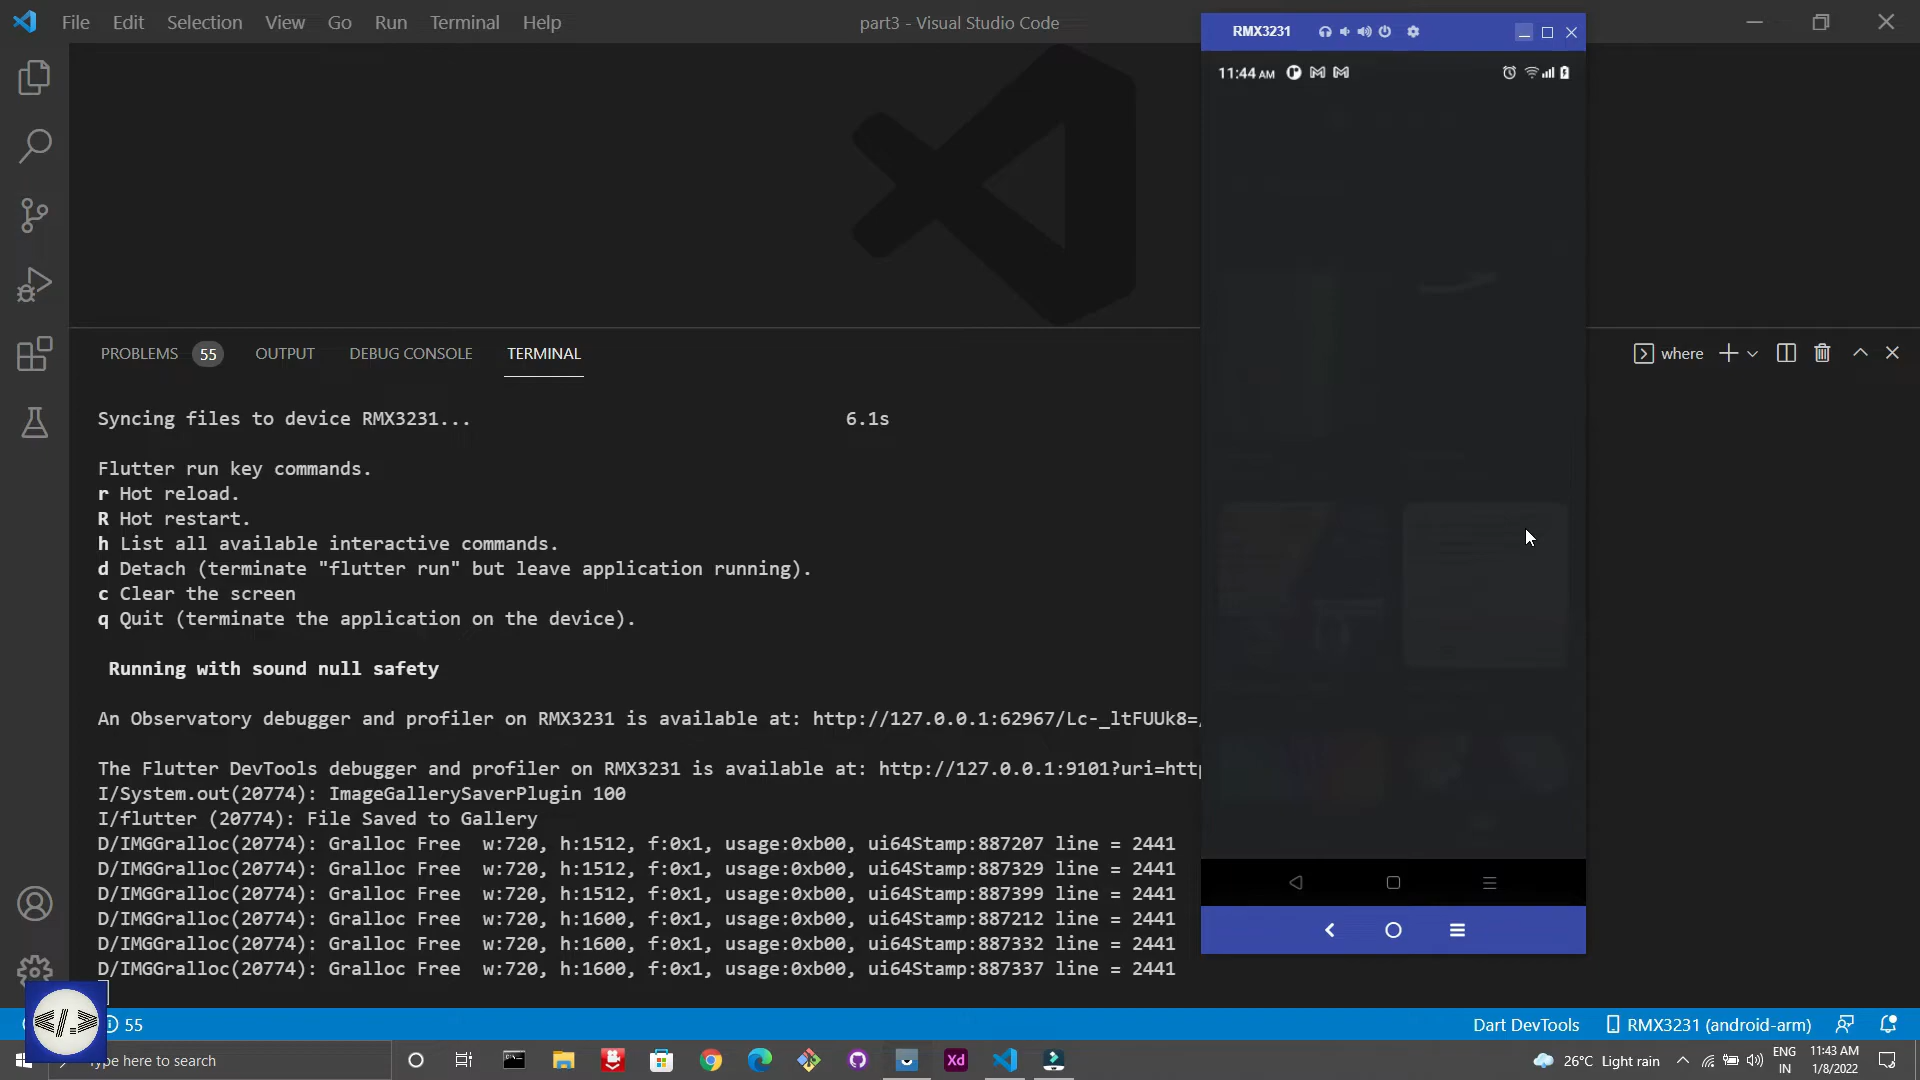 File Edit Selection View Go Run Terminal Help
part3 - Visual Studio Code
RMX3231
11:44 AM
PROBLEMS 55 OUTPUT DEBUG CONSOLE TERMINAL
where
Syncing files to device RMX3231... 6.1s
Flutter run key commands.
r Hot reload.
R Hot restart.
h List all available interactive commands.
d Detach (terminate "flutter run" but leave application running).
c Clear the screen
q Quit (terminate the application on the device).
Running with sound null safety
An Observatory debugger and profiler on RMX3231 is available at: http://127.0.0.1:62967/Lc-_ltFUUk8=/
The Flutter DevTools debugger and profiler on RMX3231 is available at: http://127.0.0.1:9101?uri=http
I/System.out(20774): ImageGallerySaverPlugin 100
I/flutter (20774): File Saved to Gallery
D/IMGGralloc(20774): Gralloc Free  w:720, h:1512, f:0x1, usage:0xb00, ui64Stamp:887207 line = 2441
D/IMGGralloc(20774): Gralloc Free  w:720, h:1512, f:0x1, usage:0xb00, ui64Stamp:887329 line = 2441
D/IMGGralloc(20774): Gralloc Free  w:720, h:1512, f:0x1, usage:0xb00, ui64Stamp:887399 line = 2441
D/IMGGralloc(20774): Gralloc Free  w:720, h:1600, f:0x1, usage:0xb00, ui64Stamp:887212 line = 2441
D/IMGGralloc(20774): Gralloc Free  w:720, h:1600, f:0x1, usage:0xb00, ui64Stamp:887332 line = 2441
D/IMGGralloc(20774): Gralloc Free  w:720, h:1600, f:0x1, usage:0xb00, ui64Stamp:887337 line = 2441
</.>
55
Dart DevTools RMX3231 (android-arm)
here to search
Xd
26°C Light rain
ENG
IN
11:43 AM
1/8/2022